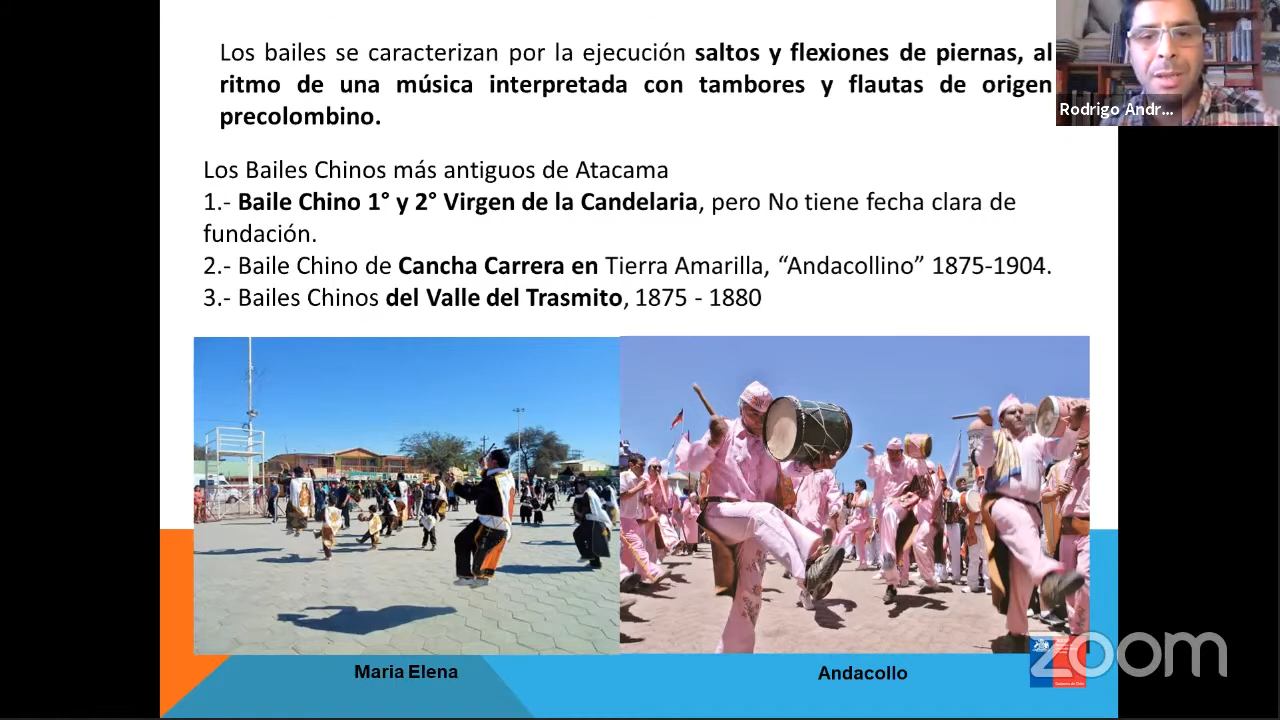 Los bailes se caracterizan por la ejecución saltos y flexiones de piernas, al
ritmo de una música interpretada con tambores y flautas de origen
precolombino.
Rodrigo Andr...
Los Bailes Chinos más antiguos de Atacama
1.- Baile Chino 1° y 2° Virgen de la Candelaria, pero No tiene fecha clara de
fundación.
2.- Baile Chino de Cancha Carrera en Tierra Amarilla, “Andacollino” 1875-1904.
3.- Bailes Chinos del Valle del Trasmito, 1875 - 1880
Maria Elena
Andacollo
zoom